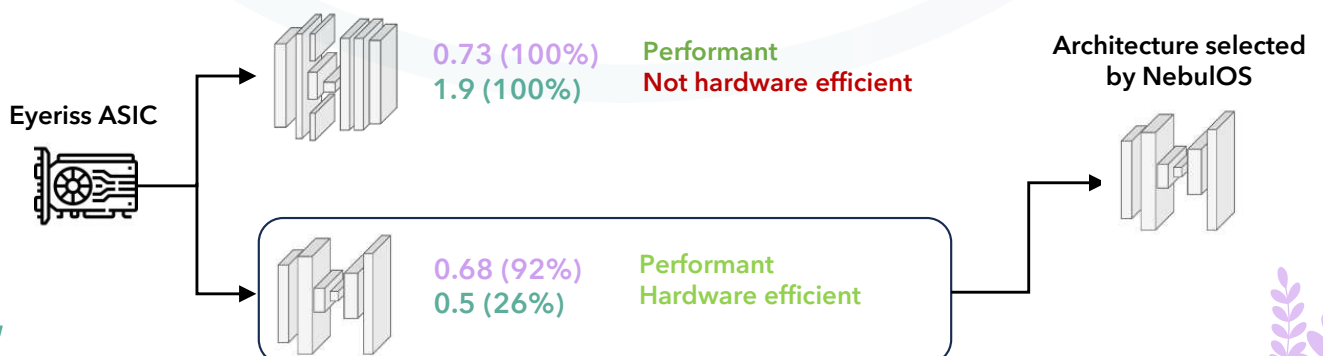 0.73 (100%)
1.9 (100%)
Performant
Not hardware efficient
Architecture selected
by NebulOS
Eyeriss ASIC
0.68 (92%)
0.5 (26%)
Performant
Hardware efficient